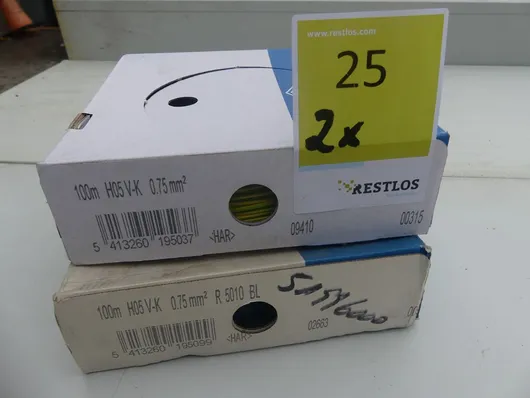 www.restlos.com
25
2x
RESTLOS
100m H05 V-K 0.75 mm²
5 413260 195037
<HAR>
09410
00315
100m H05 V-K 0.75 mm² R 5010 BL
5 413260 195099
<HAR>
02663